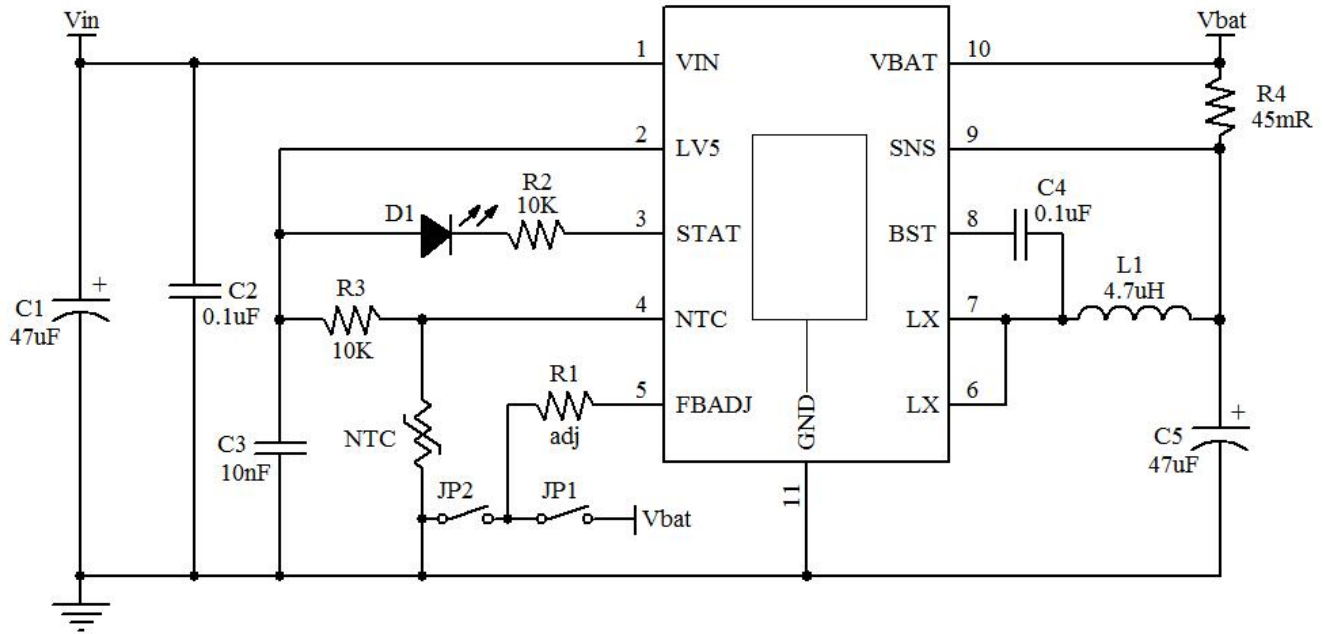 Vin
Vbat
1
VIN
VBAT
10
R4
45mR
2
LV5
SNS
9
R2
10K
D1
3
STAT
BST
8
C4
0.1uF
L1
4.7uH
+
C1
47uF
C2
0.1uF
R3
10K
4
NTC
LX
7
R1
adj
5
FBADJ
LX
6
GND
+
C5
47uF
NTC
C3
10nF
JP2
JP1
Vbat
11